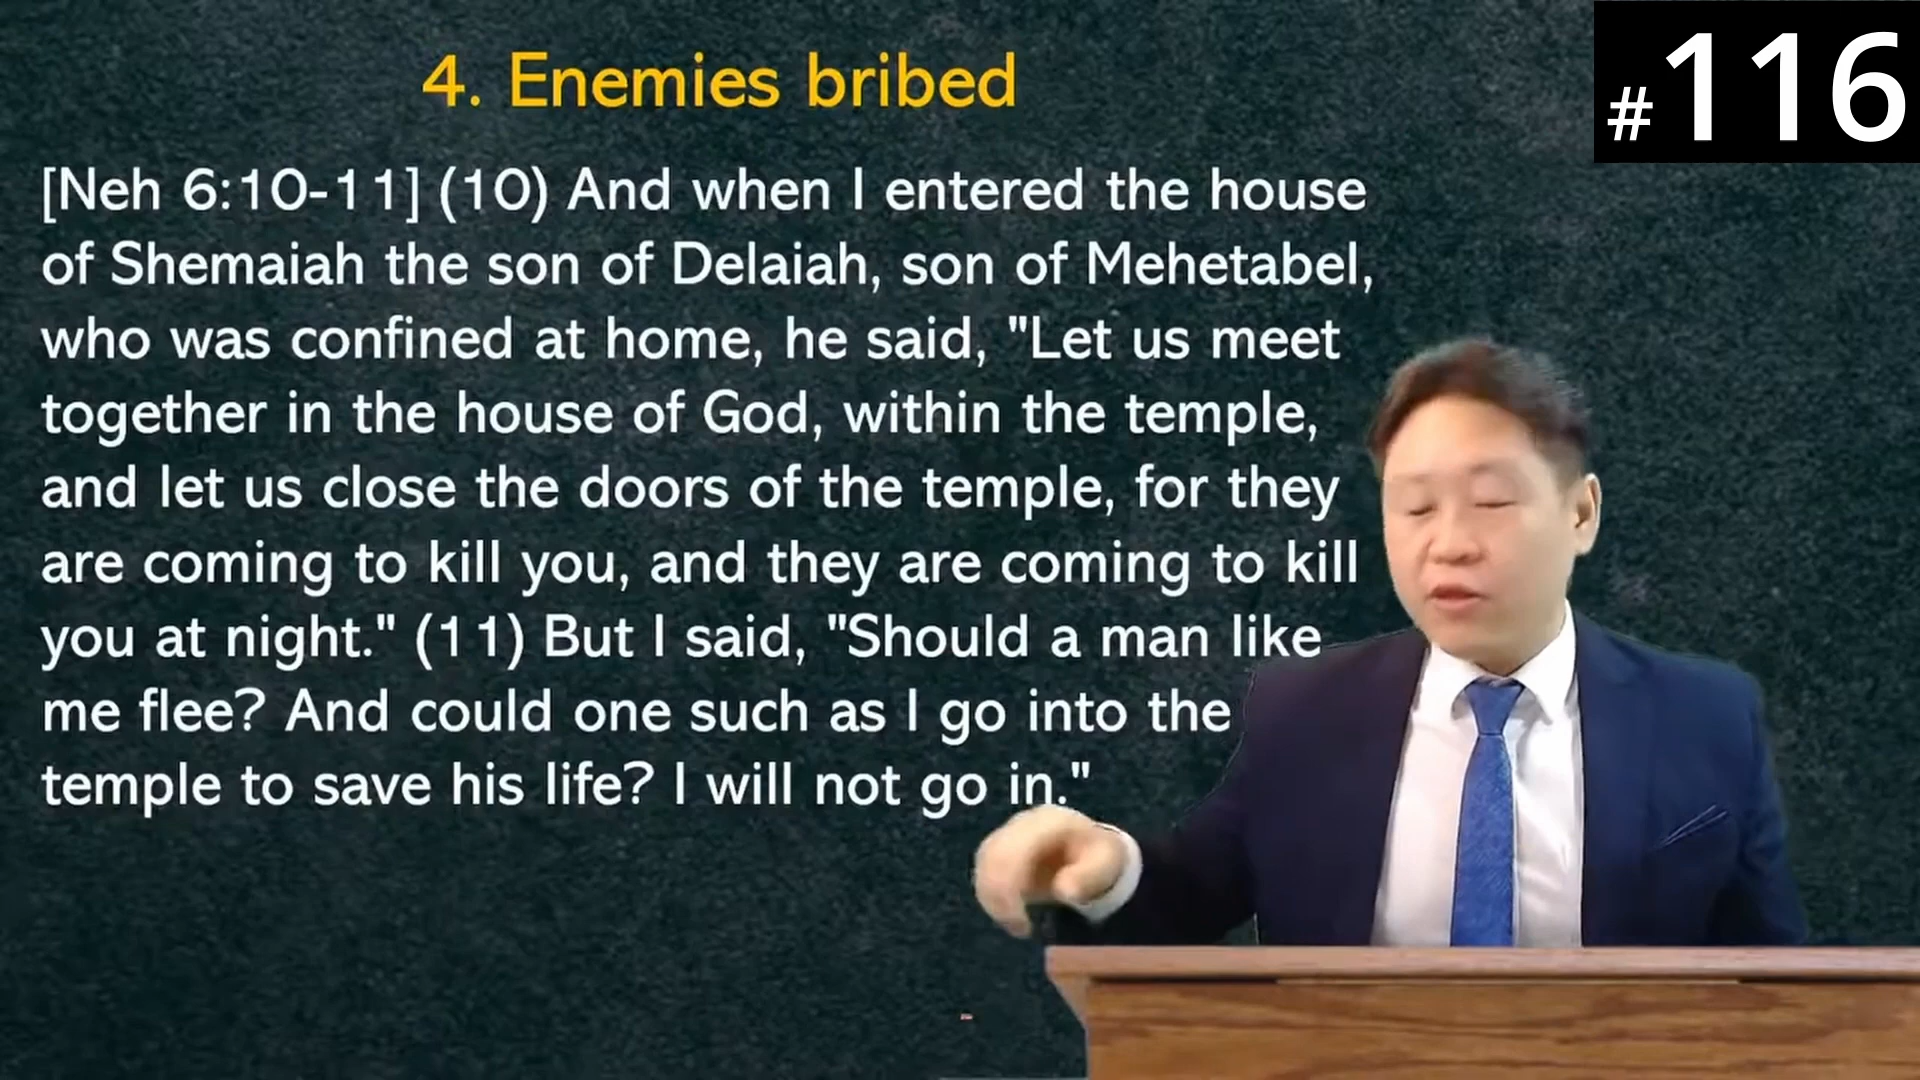 4. Enemies bribed
#116
[Neh 6:10-11] (10) And when I entered the house
of Shemaiah the son of Delaiah, son of Mehetabel,
who was confined at home, he said, "Let us meet
together in the house of God, within the temple,
and let us close the doors of the temple, for they
are coming to kill you, and they are coming to kill
you at night." (11) But I said, "Should a man like
me flee? And could one such as I go into the
temple to save his life? I will not go in."